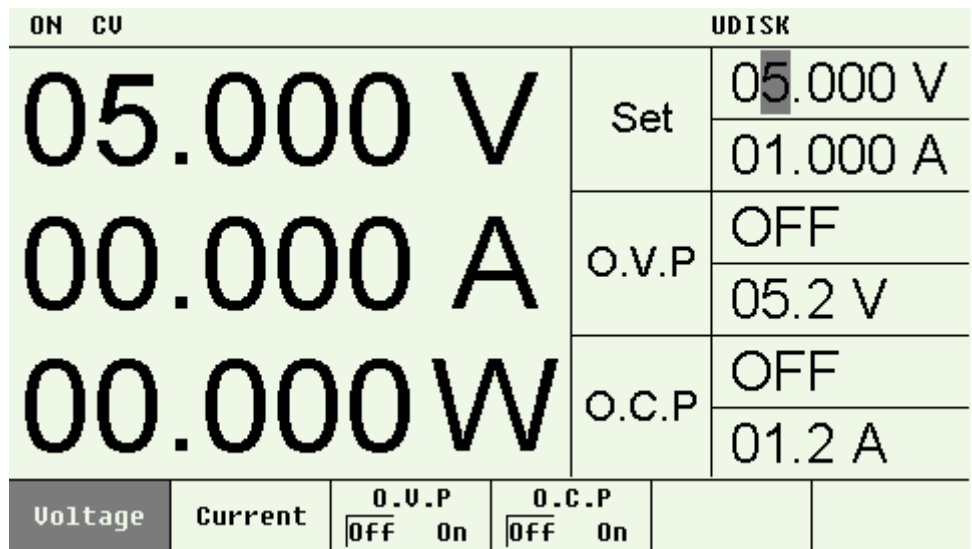 ON CV UDISK
05.000 V
00.000 A
00.000 W
Set
05.000 V
01.000 A
O.V.P
OFF
05.2 V
O.C.P
OFF
01.2 A
Voltage
Current
O.V.P
Off On
O.C.P
Off On